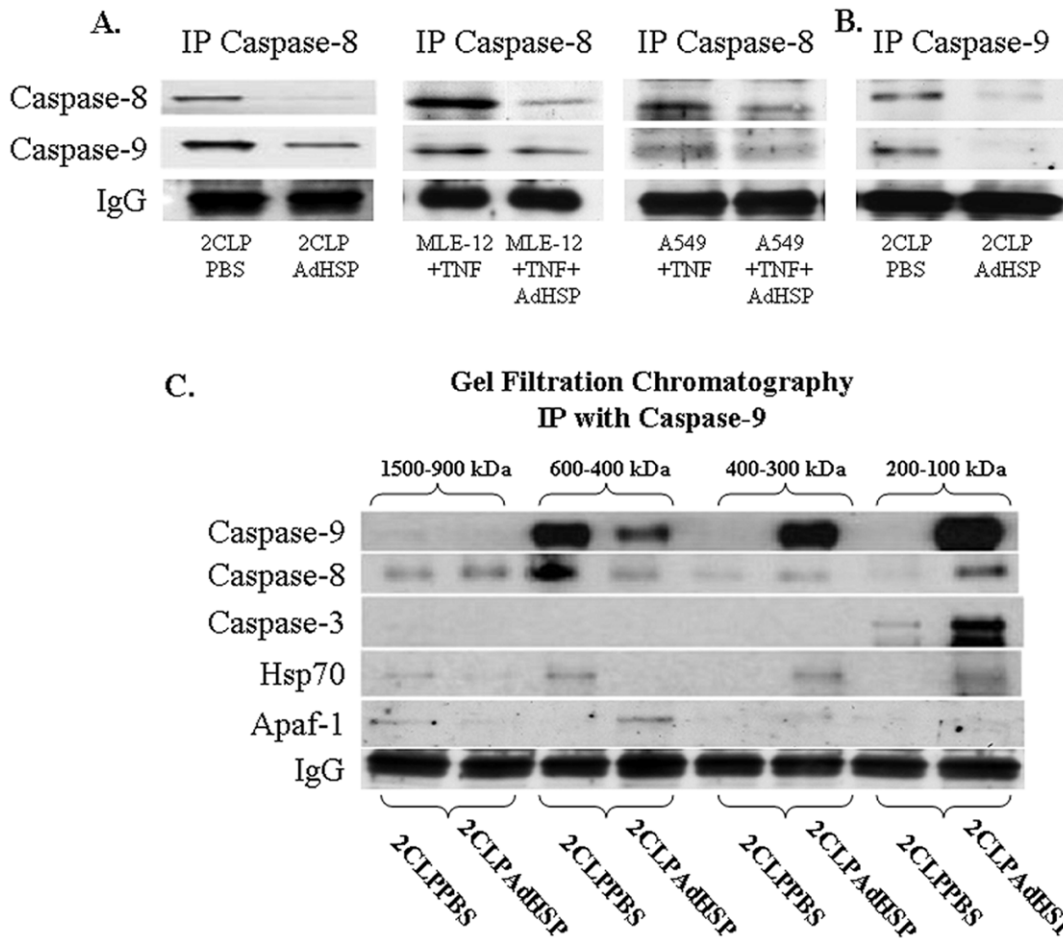 A.
B.
IP Caspase-8
IP Caspase-8
IP Caspase-8
IP Caspase-9
Caspase-8
Caspase-9
IgG
2CLP
PBS
2CLP
AdHSP
MLE-12
+TNF
MLE-12
+TNF+
AdHSP
A549
+TNF
A549
+TNF+
AdHSP
2CLP
PBS
2CLP
AdHSP
C.
Gel Filtration Chromatography
IP with Caspase-9
1500-900 kDa
600-400 kDa
400-300 kDa
200-100 kDa
Caspase-9
Caspase-8
Caspase-3
Hsp70
Apaf-1
IgG
2CLPPBS
2CLPAdHSP
2CLPPBS
2CLPAdHSP
2CLPPBS
2CLPAdHSP
2CLPPBS
2CLPAdHSP